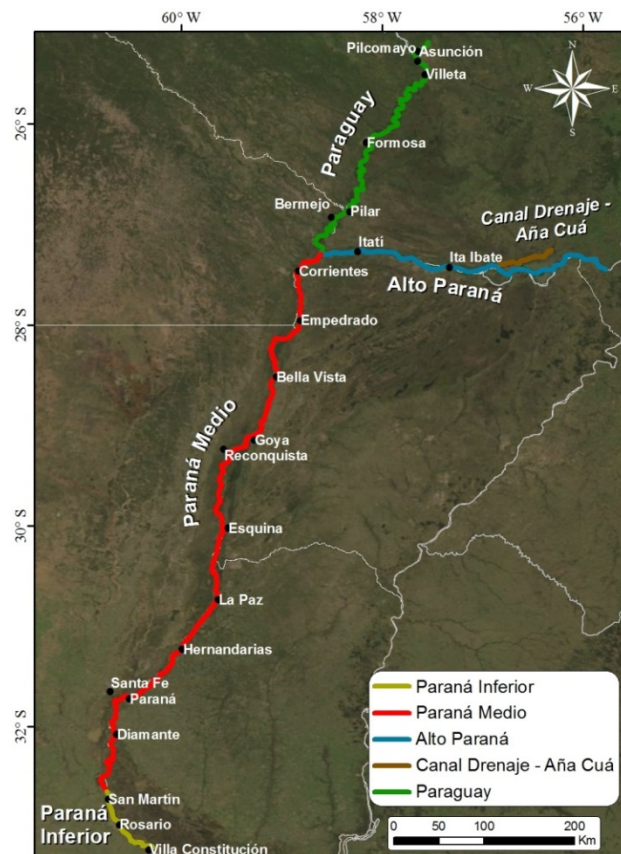 60°W
58°W
56°W
Pilcomayo
Asunción
Villeta
N
W
E
S
26°S
Paraguay
Formosa
Bermejo
Pilar
Canal Drenaje -
Aña Cuá
Itati
Ita Ibate
Corrientes
Alto Paraná
28°S
Empedrado
Bella Vista
Paraná Medio
Goya
Reconquista
30°S
Esquina
La Paz
Hernandarias
Santa Fe
Paraná
32°S
Diamante
San Martín
Paraná
Inferior
Rosario
Villa Constitución
Paraná Inferior
Paraná Medio
Alto Paraná
Canal Drenaje - Aña Cuá
Paraguay
0 50 100 200
Km